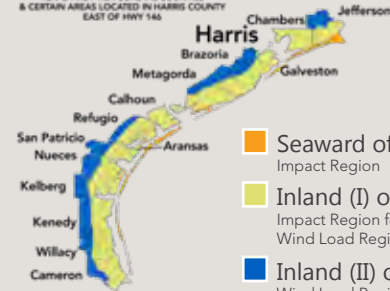 & CERTAIN AREAS LOCATED IN HARRIS COUNTY
EAST OF HWY 146
Jefferson
Chambers
Harris
Brazoria
Galveston
Metagorda
Calhoun
Refugio
Aransas
San Patricio
Nueces
Kelberg
Kenedy
Willacy
Cameron
Seaward of
Impact Region
Inland (I) o
Impact Region f
Wind Load Regi
Inland (II) o